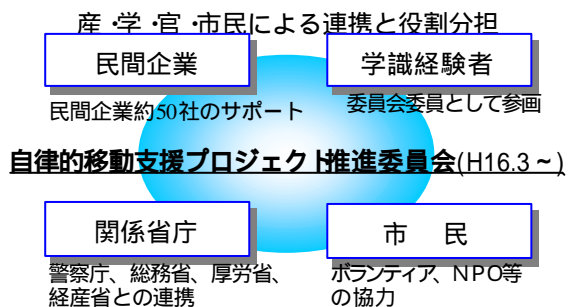 産・学・官・市民による連携と役割分担
民間企業
学識経験者
民間企業約50社のサポート
委員会委員として参画
自律的移動支援プロジェクト推進委員会(H16.3～)
関係省庁
市　民
警察庁、総務省、厚労省、
経産省との連携
ボランティア、NPO等
の協力